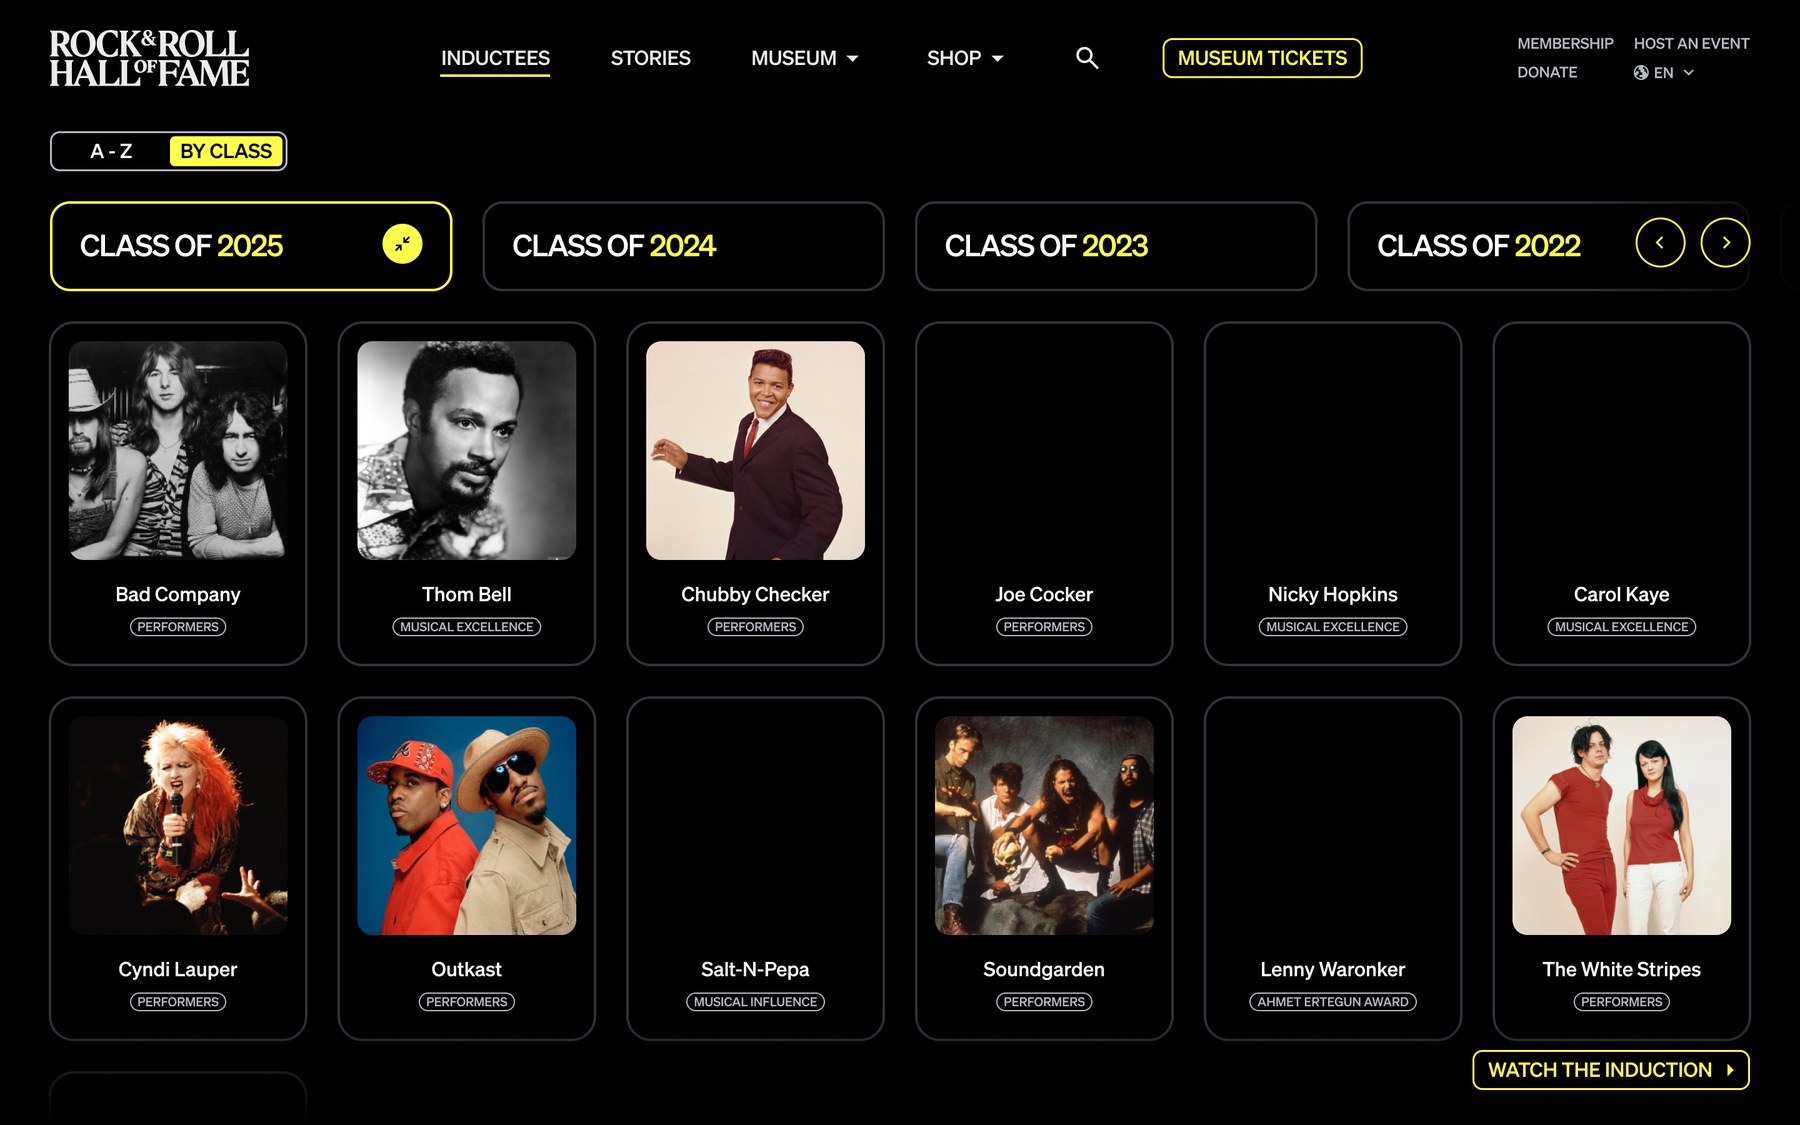 ROCK&ROLL
HALL OF FAME
INDUCTEES
STORIES
MUSEUM
SHOP
MUSEUM TICKETS
MEMBERSHIP
HOST AN EVENT
DONATE
EN
A - Z
BY CLASS
CLASS OF 2025
CLASS OF 2024
CLASS OF 2023
CLASS OF 2022
Bad Company
PERFORMERS
Thom Bell
MUSICAL EXCELLENCE
Chubby Checker
PERFORMERS
Joe Cocker
PERFORMERS
Nicky Hopkins
MUSICAL EXCELLENCE
Carol Kaye
MUSICAL EXCELLENCE
Cyndi Lauper
PERFORMERS
Outkast
PERFORMERS
Salt-N-Pepa
MUSICAL INFLUENCE
Soundgarden
PERFORMERS
Lenny Waronker
AHMET ERTEGUN AWARD
The White Stripes
PERFORMERS
WATCH THE INDUCTION